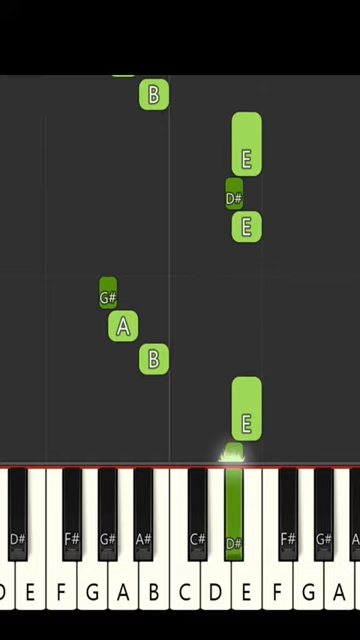 B
E
D#
E
G#
A
B
E
D# F# G# A# C# D# F# G# A
D E F G A B C D E F G A